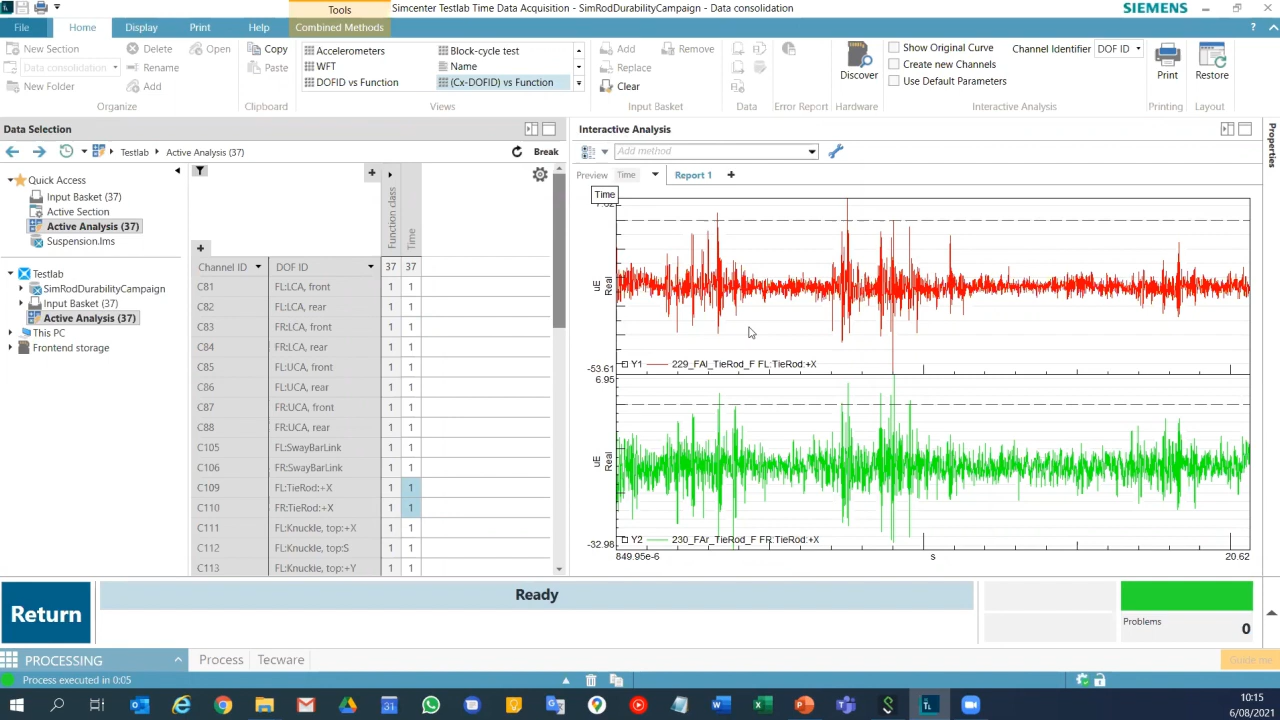 Tools
Simcenter Testlab Time Data Acquisition - SimRodDurabilityCampaign - Data consolidation
SIEMENS
File
Home
Display
Print
Help
Combined Methods
New Section
Delete
Open
Data consolidation
Rename
New Folder
Add
Organize
Copy
Paste
Clipboard
Accelerometers
Block-cycle test
WFT
Name
DOFID vs Function
(Cx-DOFID) vs Function
Views
Add
Remove
Replace
Clear
Input Basket
Data
Error Report
Discover
Hardware
Show Original Curve
Create new Channels
Use Default Parameters
Channel Identifier
DOF ID
Interactive Analysis
Print
Printing
Restore
Layout
Data Selection
Testlab
Active Analysis (37)
Break
Quick Access
Input Basket (37)
Active Section
Active Analysis (37)
Suspension.lms
Testlab
SimRodDurabilityCampaign
Input Basket (37)
Active Analysis (37)
This PC
Frontend storage
Function class
Time
Channel ID
DOF ID
37
37
C81 FL:LCA, front 1 1
C82 FL:LCA, rear 1 1
C83 FR:LCA, front 1 1
C84 FR:LCA, rear 1 1
C85 FL:UCA, front 1 1
C86 FL:UCA, rear 1 1
C87 FR:UCA, front 1 1
C88 FR:UCA, rear 1 1
C105 FL:SwayBarLink 1 1
C106 FR:SwayBarLink 1 1
C109 FL:TieRod:+X 1 1
C110 FR:TieRod:+X 1 1
C111 FL:Knuckle, top:+X 1 1
C112 FL:Knuckle, top:S 1 1
C113 FL:Knuckle, top:+Y 1 1
Interactive Analysis
Properties
Add method
Preview
Time
Report 1
Time
uE
Real
-53.61
Y1 229_FAl_TieRod_F FL:TieRod:+X
6.95
uE
Real
-32.98
Y2 230_FAr_TieRod_F FR:TieRod:+X
849.95e-6
s
20.62
Return
Ready
Problems
0
PROCESSING
Process
Tecware
Guide me
Process executed in 0:05
10:15
6/08/2021